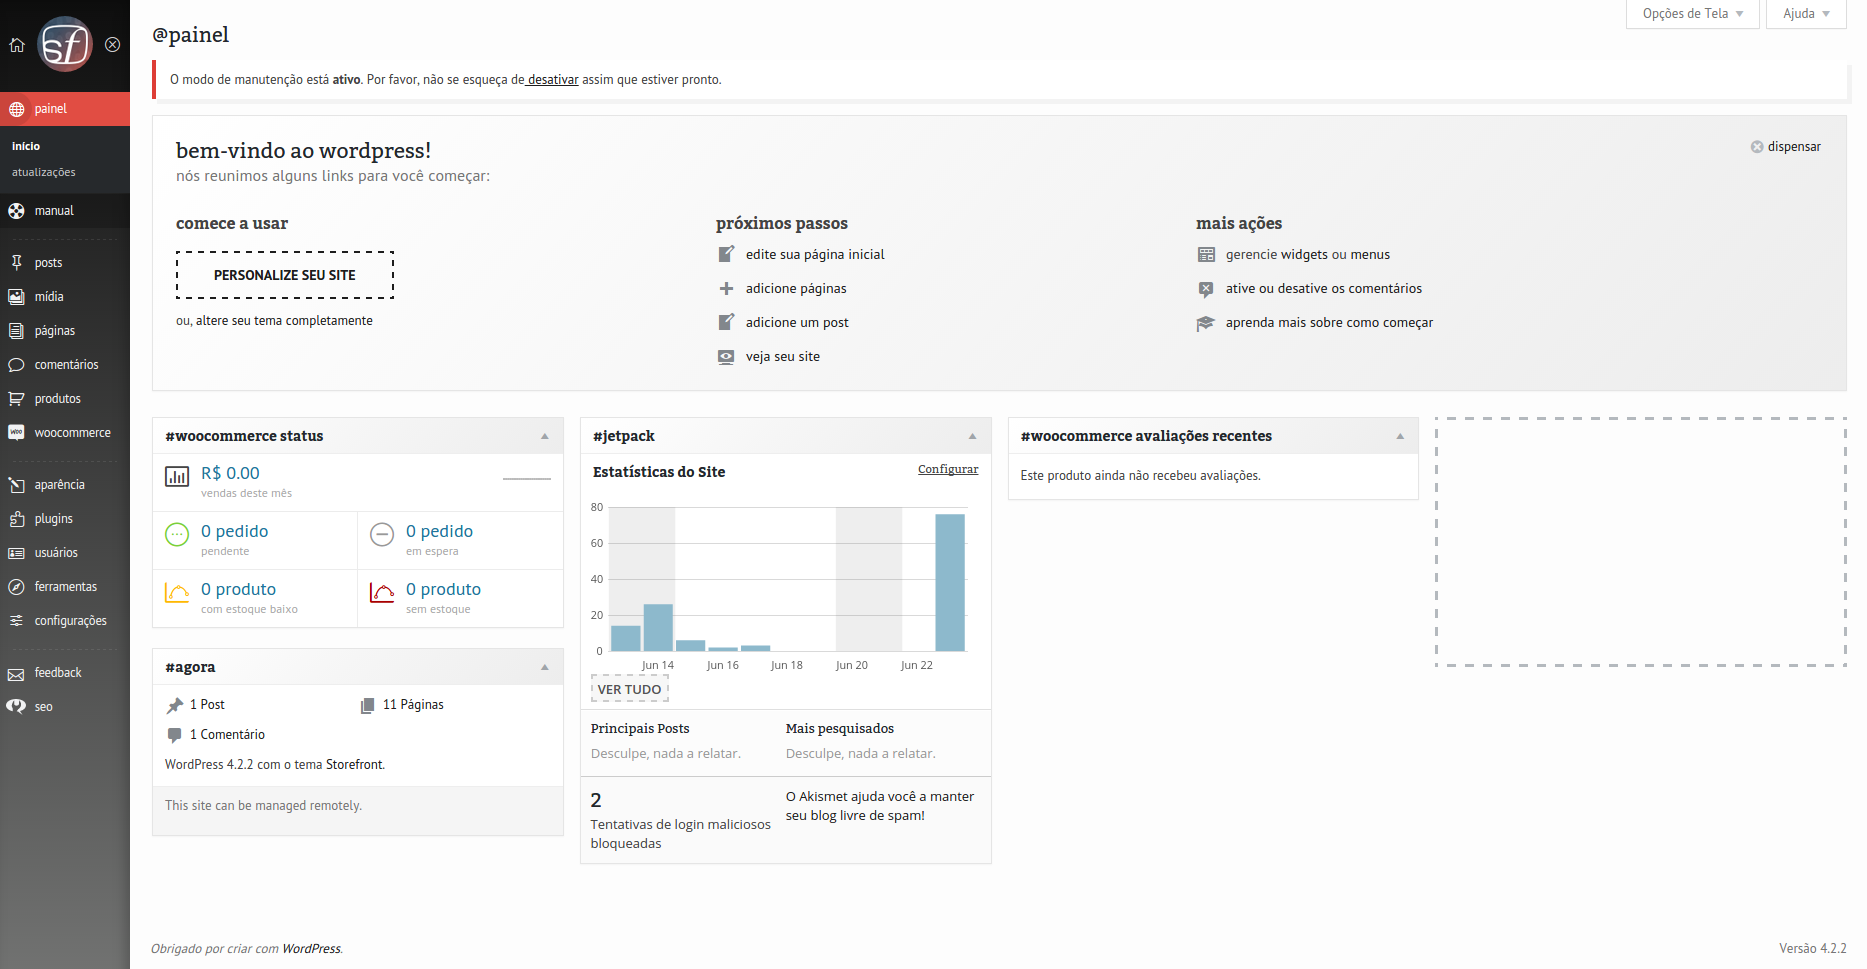 Opções de Tela
Ajuda
sf
@painel
O modo de manutenção está ativo. Por favor, não se esqueça de desativar assim que estiver pronto.
painel
início
atualizações
manual
posts
mídia
páginas
comentários
produtos
woocommerce
aparência
plugins
usuários
ferramentas
configurações
feedback
seo
bem-vindo ao wordpress!
dispensar
nós reunimos alguns links para você começar:
comece a usar
PERSONALIZE SEU SITE
ou, altere seu tema completamente
próximos passos
edite sua página inicial
adicione páginas
adicione um post
veja seu site
mais ações
gerencie widgets ou menus
ative ou desative os comentários
aprenda mais sobre como começar
#woocommerce status
R$ 0.00
vendas deste mês
0 pedido
pendente
0 pedido
em espera
0 produto
com estoque baixo
0 produto
sem estoque
#agora
1 Post
11 Páginas
1 Comentário
WordPress 4.2.2 com o tema Storefront.
This site can be managed remotely.
#jetpack
Estatísticas do Site
Configurar
80
60
40
20
0
Jun 14
Jun 16
Jun 18
Jun 20
Jun 22
VER TUDO
Principais Posts
Desculpe, nada a relatar.
Mais pesquisados
Desculpe, nada a relatar.
2
Tentativas de login maliciosos
bloqueadas
O Akismet ajuda você a manter
seu blog livre de spam!
#woocommerce avaliações recentes
Este produto ainda não recebeu avaliações.
Obrigado por criar com WordPress.
Versão 4.2.2